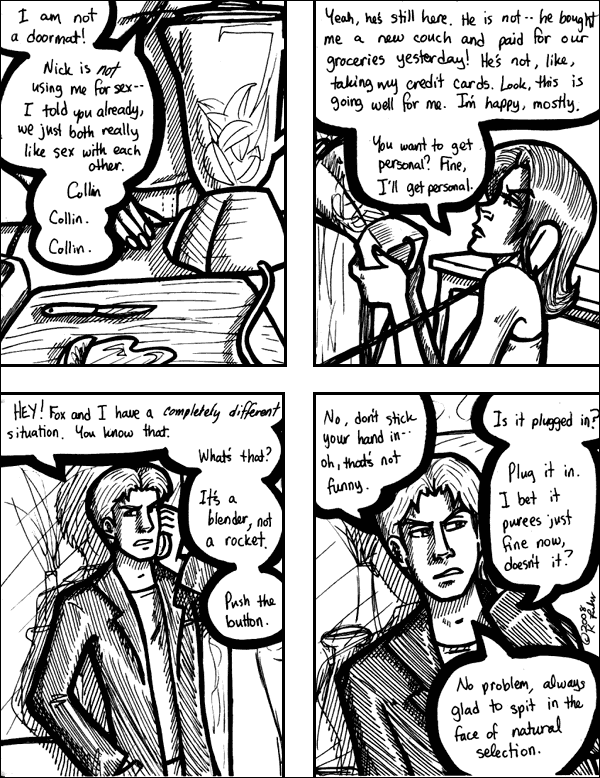 I am not
a doormat!
Nick is not
using me for sex--
I told you already,
we just both really
like sex with each
other.
Collin
Collin.
Collin.
Yeah, he's still here. He is not-- he bought
me a new couch and paid for our
groceries yesterday! He's not, like,
taking my credit cards. Look, this is
going well for me. I'm happy, mostly.
You want to get
personal? Fine,
I'll get personal.
HEY! Fox and I have a completely different
situation. You know that.
What's that?
It's a
blender, not
a rocket.
Push the
button.
No, don't stick
your hand in--
oh, that's not
funny.
Is it plugged in?
Plug it in.
I bet it
purees just
fine now,
doesn't it?
No problem, always
glad to spit in the
face of natural
selection.
©2008